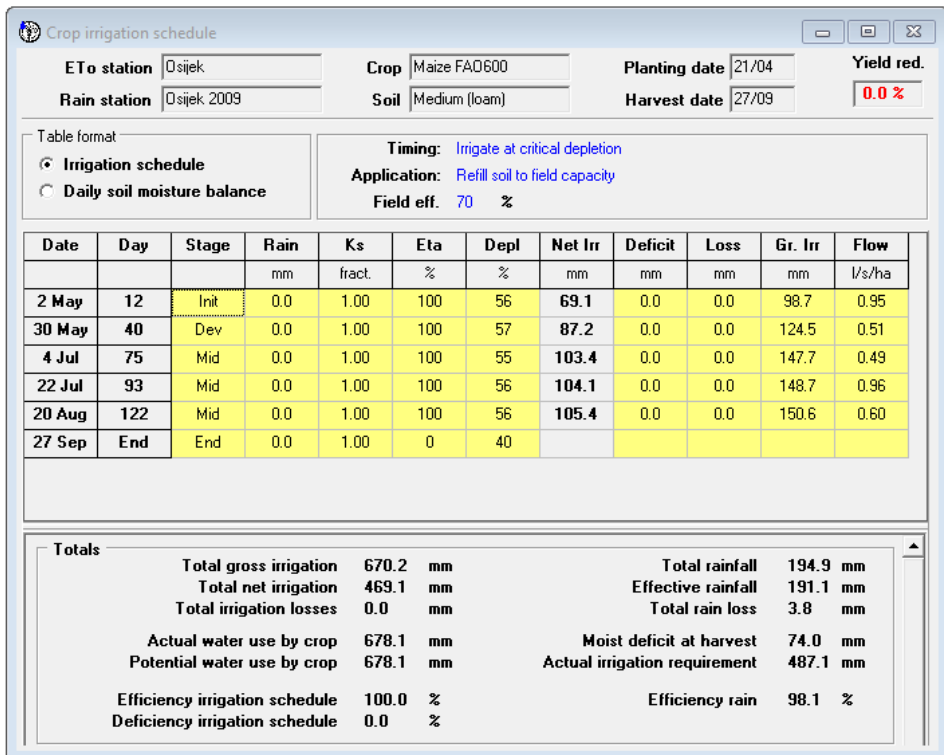 Crop irrigation schedule
ETo station Osijek Crop Maize FAO600 Planting date 21/04 Yield red.
Rain station Osijek 2009 Soil Medium (loam) Harvest date 27/09 0.0 %
Table format
Irrigation schedule
Daily soil moisture balance
Timing: Irrigate at critical depletion
Application: Refill soil to field capacity
Field eff. 70 %
Date Day Stage Rain Ks Eta Depl Net Irr Deficit Loss Gr. Irr Flow
mm fract. % % mm mm mm mm l/s/ha
2 May 12 Init 0.0 1.00 100 56 69.1 0.0 0.0 98.7 0.95
30 May 40 Dev 0.0 1.00 100 57 87.2 0.0 0.0 124.5 0.51
4 Jul 75 Mid 0.0 1.00 100 55 103.4 0.0 0.0 147.7 0.49
22 Jul 93 Mid 0.0 1.00 100 56 104.1 0.0 0.0 148.7 0.96
20 Aug 122 Mid 0.0 1.00 100 56 105.4 0.0 0.0 150.6 0.60
27 Sep End End 0.0 1.00 0 40
Totals
Total gross irrigation 670.2 mm Total rainfall 194.9 mm
Total net irrigation 469.1 mm Effective rainfall 191.1 mm
Total irrigation losses 0.0 mm Total rain loss 3.8 mm
Actual water use by crop 678.1 mm Moist deficit at harvest 74.0 mm
Potential water use by crop 678.1 mm Actual irrigation requirement 487.1 mm
Efficiency irrigation schedule 100.0 % Efficiency rain 98.1 %
Deficiency irrigation schedule 0.0 %